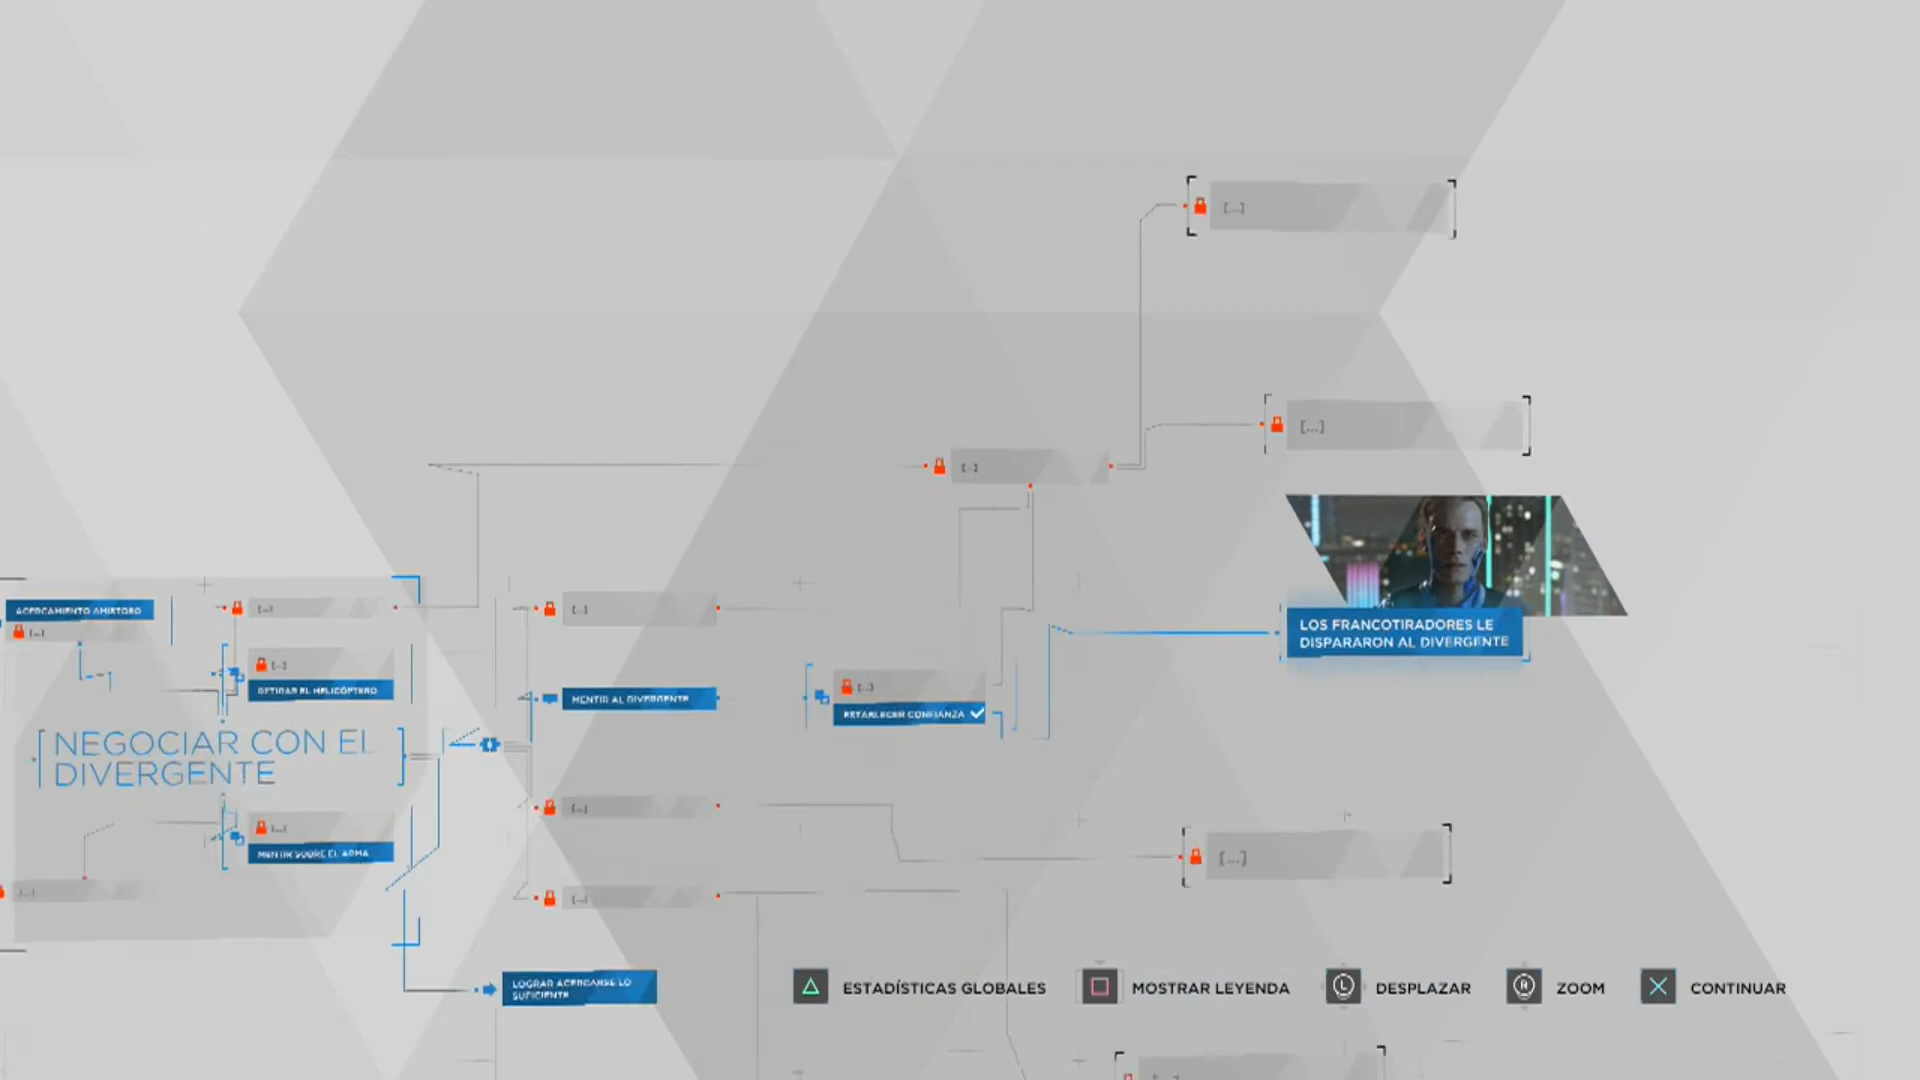 [...]
[...]
[...]
ACERCAMIENTO AMISTOSO
[...]
[...]
[...]
RETIRAR EL HELICÓPTERO
[...]
MENTIR AL DIVERGENTE
[...]
ESTABLECER CONFIANZA
LOS FRANCOTIRADORES LE
DISPARARON AL DIVERGENTE
NEGOCIAR CON EL
DIVERGENTE
[...]
MENTIR SOBRE EL ARMA
[...]
[...]
[...]
[...]
LOGRAR ACERCARSE LO
SUFICIENTE
ESTADÍSTICAS GLOBALES
MOSTRAR LEYENDA
L
DESPLAZAR
R
ZOOM
CONTINUAR